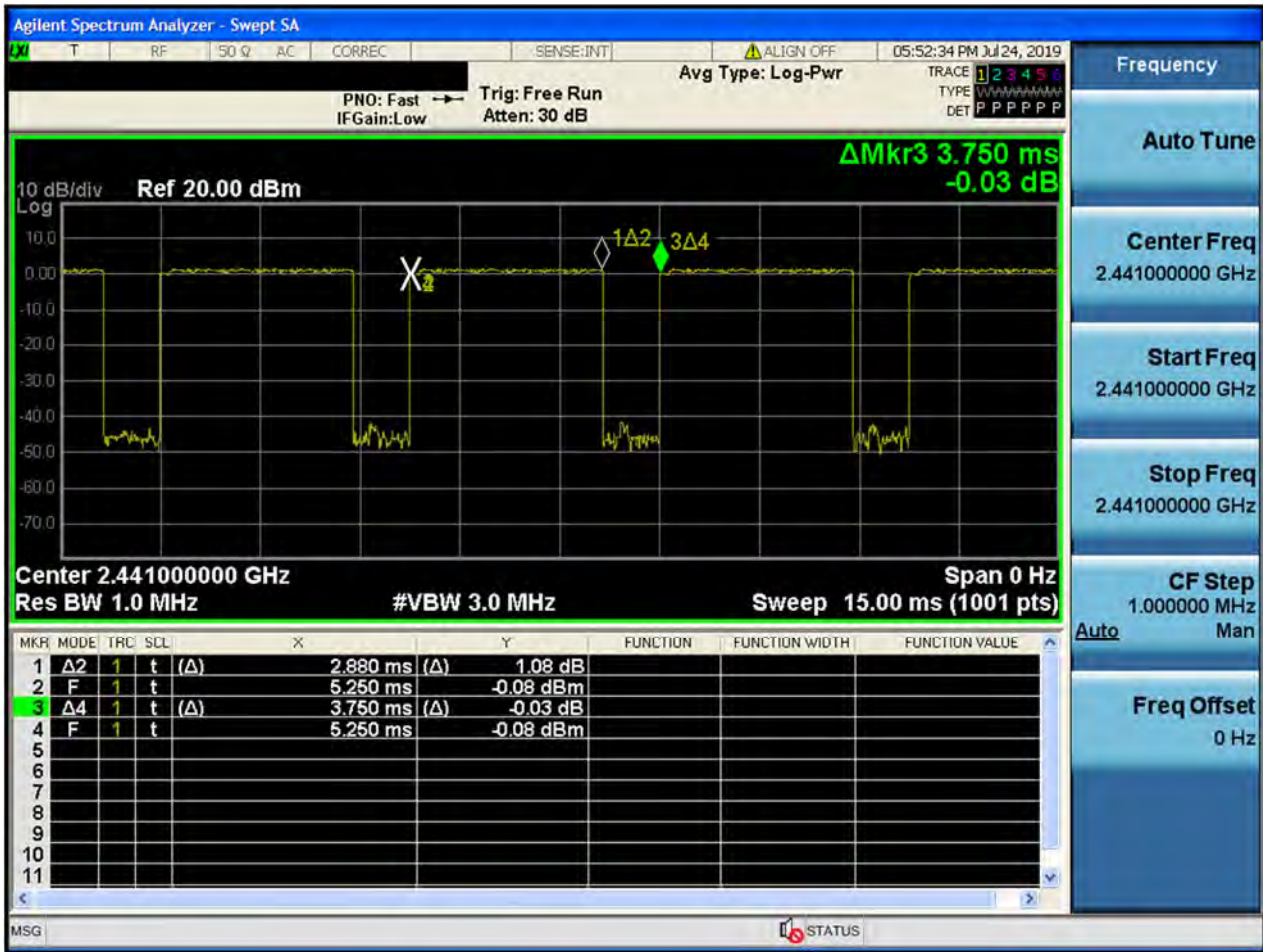 Agilent Spectrum Analyzer - Swept SA
LXI T RF 50 Ω AC CORREC SENSE:INT ALIGN OFF 05:52:34 PM Jul 24, 2019
Avg Type: Log-Pwr TRACE 1 2 3 4 5 6
PNO: Fast Trig: Free Run TYPE WWWWWW
IFGain:Low Atten: 30 dB DET P P P P P P
ΔMkr3 3.750 ms
-0.03 dB
10 dB/div Ref 20.00 dBm
Log
10.0
0.00
-10.0
-20.0
-30.0
-40.0
-50.0
-60.0
-70.0
1Δ2 3Δ4
Center 2.441000000 GHz Span 0 Hz
Res BW 1.0 MHz #VBW 3.0 MHz Sweep 15.00 ms (1001 pts)
MKR MODE TRC SCL X Y FUNCTION FUNCTION WIDTH FUNCTION VALUE
1 Δ2 1 t (Δ) 2.880 ms (Δ) 1.08 dB
2 F 1 t 5.250 ms -0.08 dBm
3 Δ4 1 t (Δ) 3.750 ms (Δ) -0.03 dB
4 F 1 t 5.250 ms -0.08 dBm
5
6
7
8
9
10
11
MSG STATUS
Frequency
Auto Tune
Center Freq
2.441000000 GHz
Start Freq
2.441000000 GHz
Stop Freq
2.441000000 GHz
CF Step
1.000000 MHz
Auto Man
Freq Offset
0 Hz